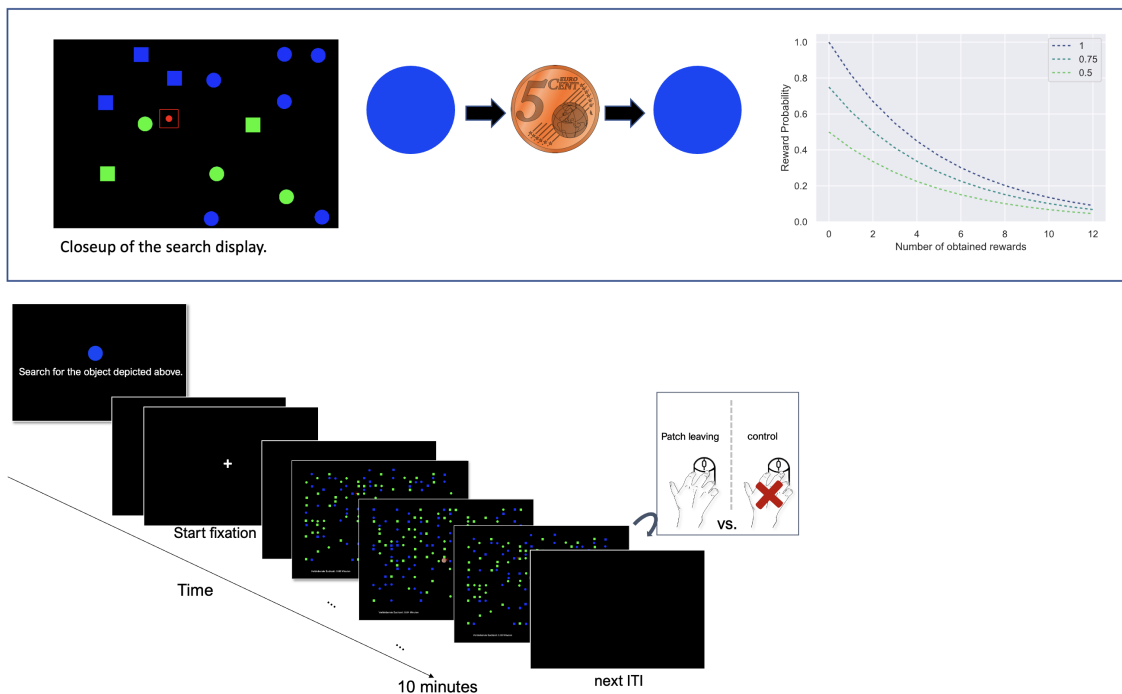 Closeup of the search display.
5
EURO
CENT
1.0
0.8
0.6
0.4
0.2
0.0
Reward Probability
0
2
4
6
8
10
12
Number of obtained rewards
1
0.75
0.5
Search for the object depicted above.
Start fixation
Time
...
...
10 minutes
next ITI
Patch leaving
control
vs.